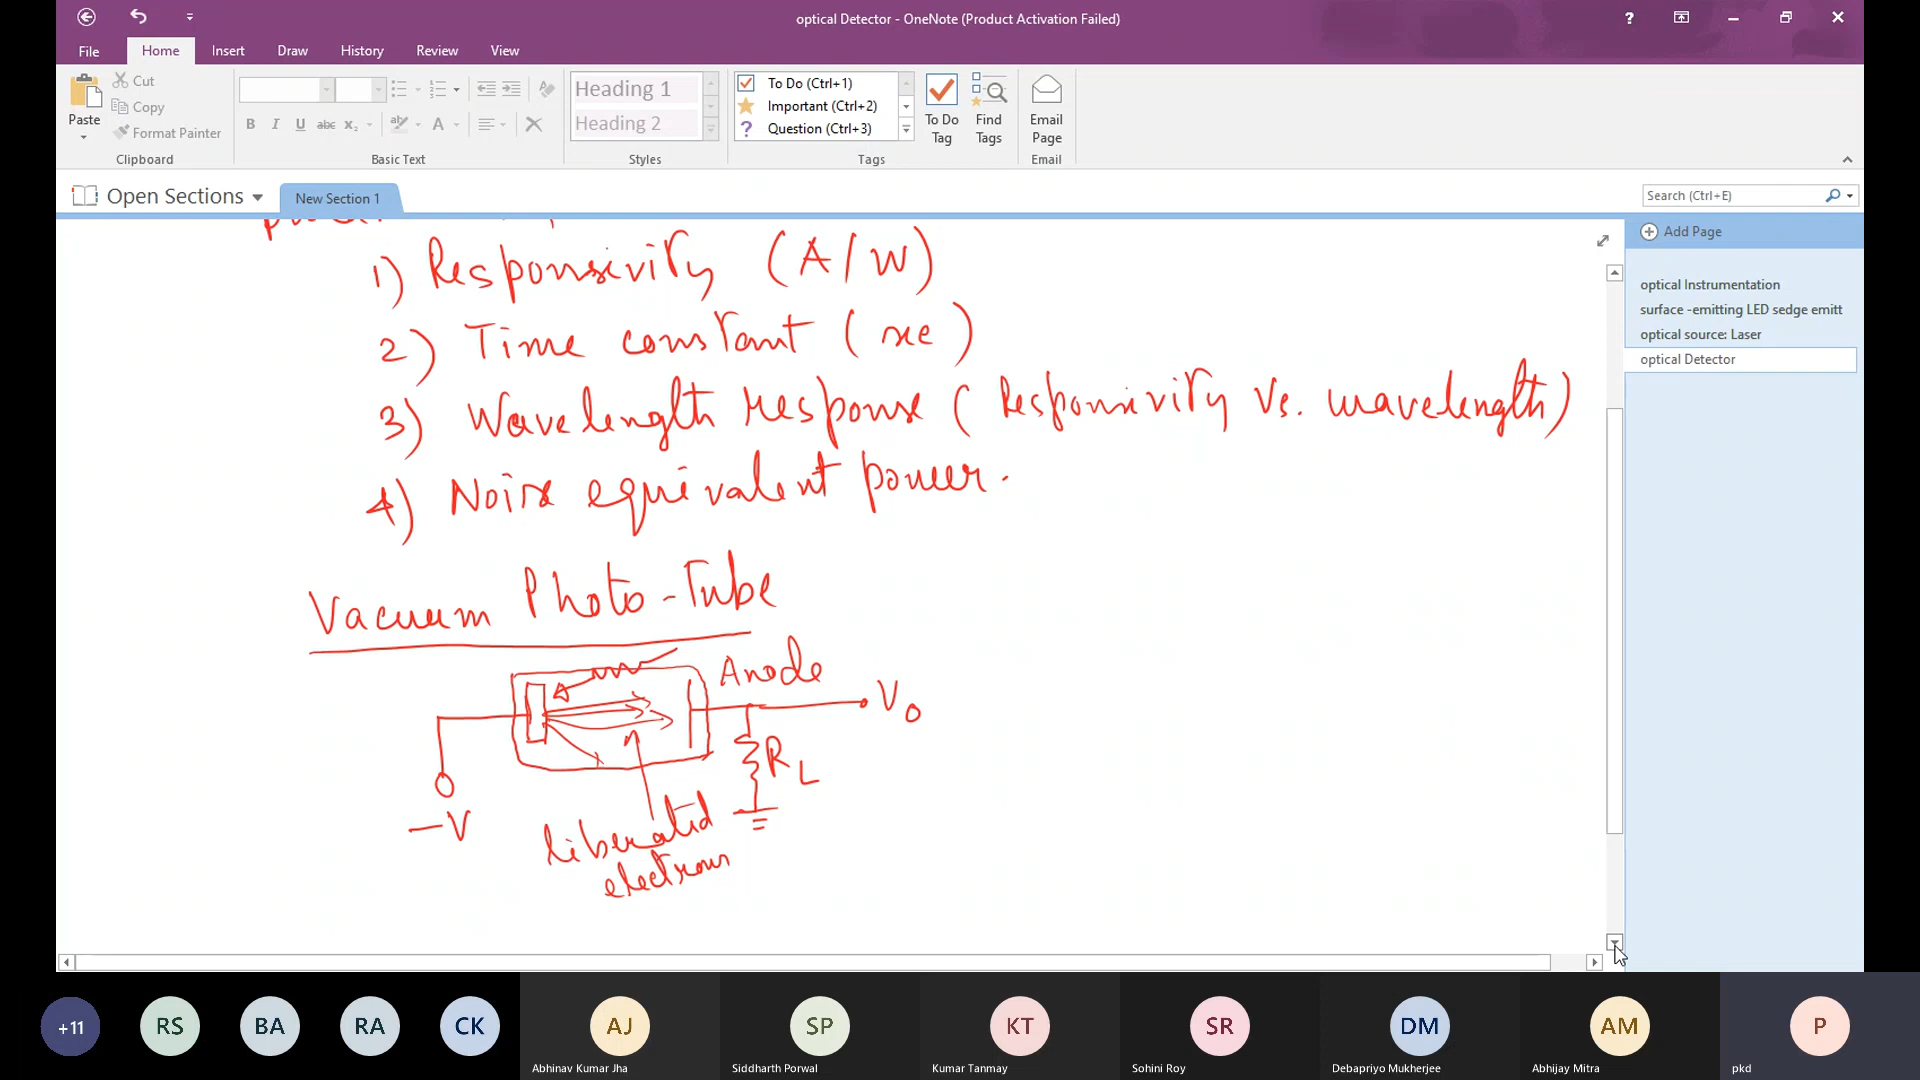 optical Detector - OneNote (Product Activation Failed)
?
File Home Insert Draw History Review View
Paste
Cut
Copy
Format Painter
Clipboard
B I U abc x₂ ab A
Basic Text
Heading 1
Heading 2
Styles
To Do (Ctrl+1)
Important (Ctrl+2)
? Question (Ctrl+3)
To Do Tag
Find Tags
Tags
Email Page
Email
Open Sections
New Section 1
Search (Ctrl+E)
Add Page
optical Instrumentation
surface -emitting LED sedge emitt
optical source: Laser
optical Detector
1) Responsivity (A/W)
2) Time constant (sec)
3) Wavelength response (Responsivity Vs. wavelength)
4) Noise equivalent power.
Vacuum Photo-Tube
Anode
V₀
R_L
-V
liberated
electrons
+11 RS BA RA CK AJ SP KT SR DM AM P
Abhinav Kumar Jha Siddharth Porwal Kumar Tanmay Sohini Roy Debapriyo Mukherjee Abhijay Mitra pkd